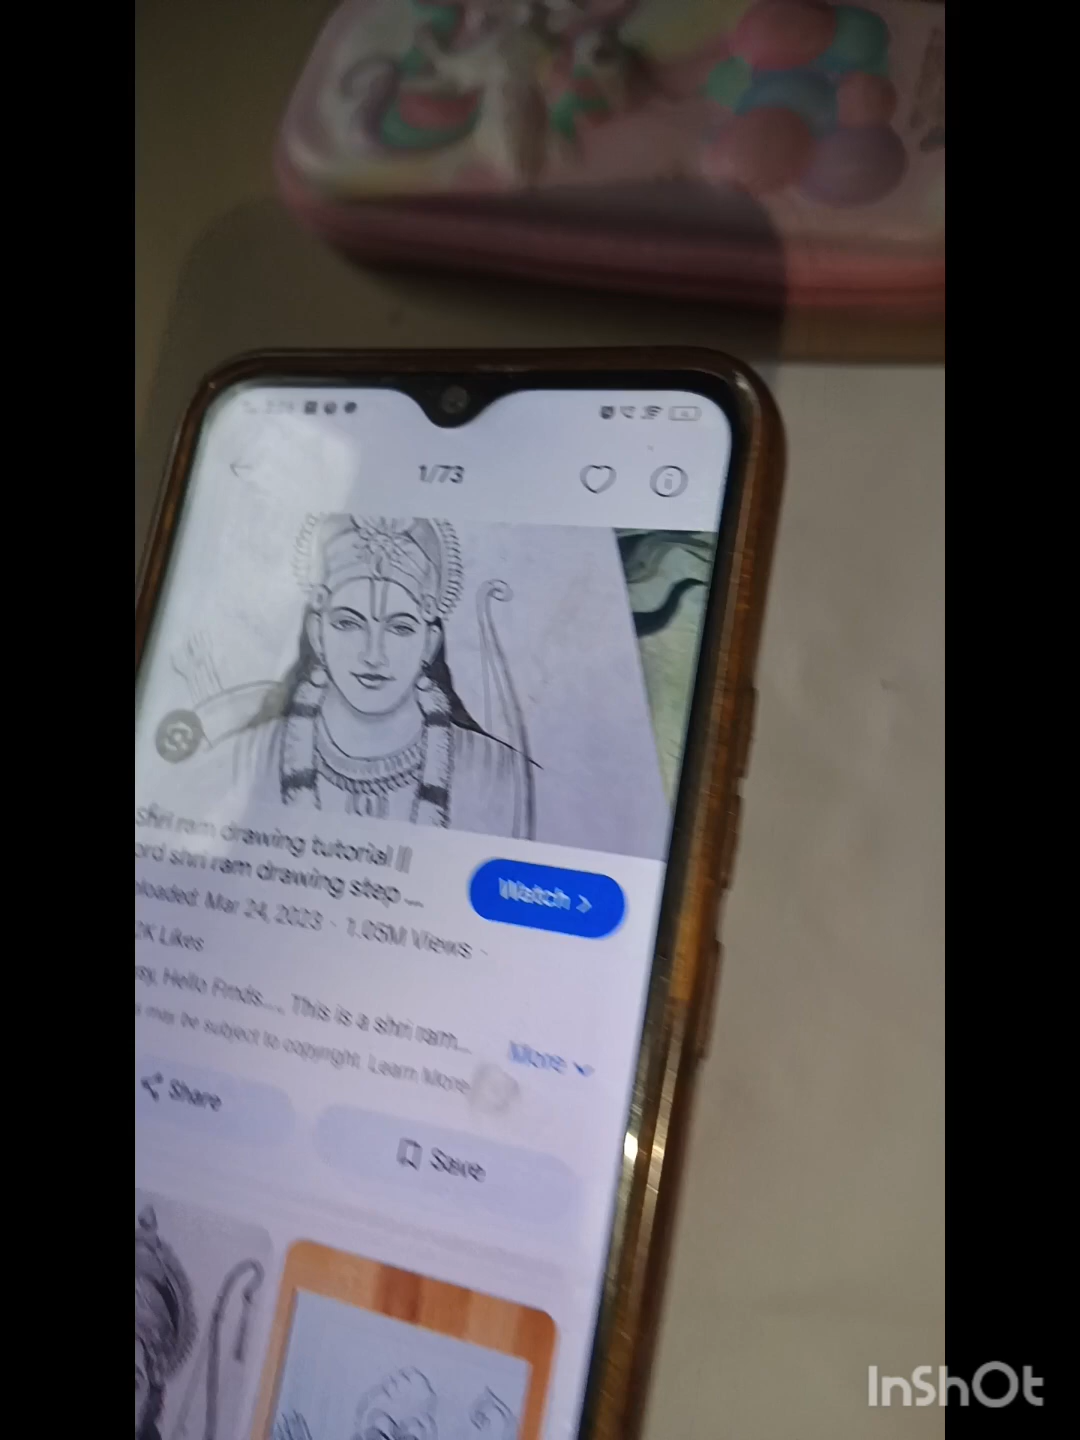 1/73
shri ram drawing tutorial ||
ord shri ram drawing step...
loaded: Mar 24, 2023 · 1.05M Views ·
2K Likes
sy, Hello Frnds.... This is a shri ram...
More
may be subject to copyright. Learn More
Watch >
Share
Save
InShOt